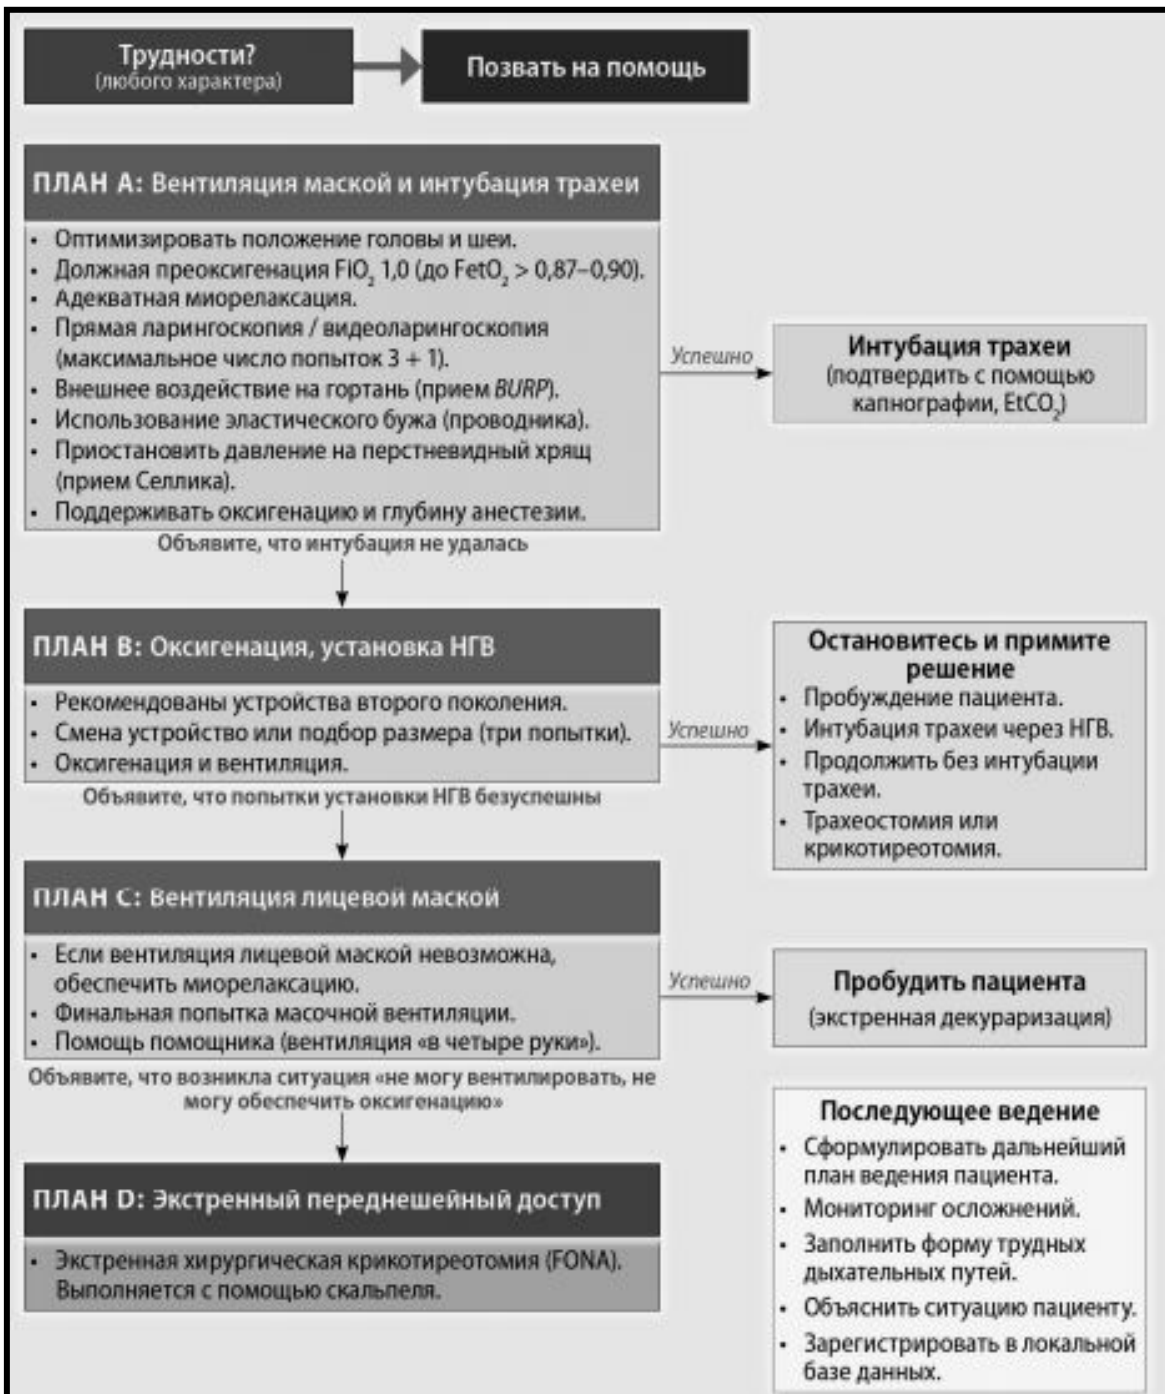 Трудности?
(любого характера)
Позвать на помощь
ПЛАН A: Вентиляция маской и интубация трахеи
• Оптимизировать положение головы и шеи.
• Должная преоксигенация FiO₂ 1,0 (до FetO₂ > 0,87–0,90).
• Адекватная миорелаксация.
• Прямая ларингоскопия / видеоларингоскопия
(максимальное число попыток 3 + 1).
• Внешнее воздействие на гортань (прием BURP).
• Использование эластического бужа (проводника).
• Приостановить давление на перстневидный хрящ
(прием Селлика).
• Поддерживать оксигенацию и глубину анестезии.
Успешно
Интубация трахеи
(подтвердить с помощью
капнографии, EtCO₂)
Объявите, что интубация не удалась
ПЛАН B: Оксигенация, установка НГВ
• Рекомендованы устройства второго поколения.
• Смена устройство или подбор размера (три попытки).
• Оксигенация и вентиляция.
Успешно
Остановитесь и примите
решение
• Пробуждение пациента.
• Интубация трахеи через НГВ.
• Продолжить без интубации
трахеи.
• Трахеостомия или
крикотиреотомия.
Объявите, что попытки установки НГВ безуспешны
ПЛАН C: Вентиляция лицевой маской
• Если вентиляция лицевой маской невозможна,
обеспечить миорелаксацию.
• Финальная попытка масочной вентиляции.
• Помощь помощника (вентиляция «в четыре руки»).
Успешно
Пробудить пациента
(экстренная декураризация)
Объявите, что возникла ситуация «не могу вентилировать, не
могу обеспечить оксигенацию»
ПЛАН D: Экстренный переднешейный доступ
• Экстренная хирургическая крикотиреотомия (FONA).
Выполняется с помощью скальпеля.
Последующее ведение
• Сформулировать дальнейший
план ведения пациента.
• Мониторинг осложнений.
• Заполнить форму трудных
дыхательных путей.
• Объяснить ситуацию пациенту.
• Зарегистрировать в локальной
базе данных.